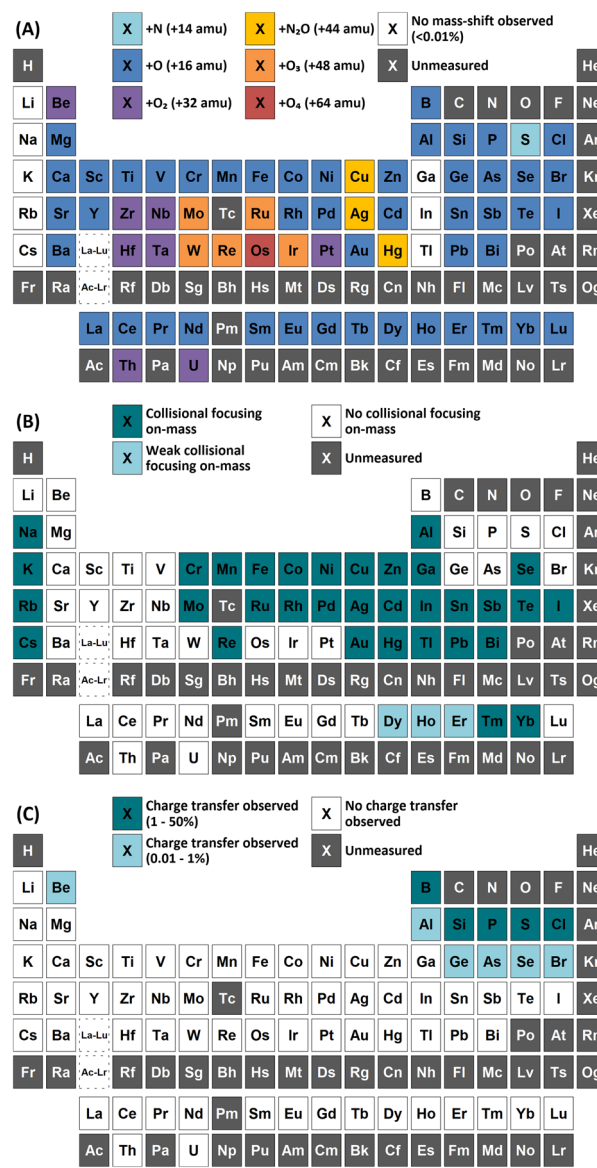 (A)
X +N (+14 amu) X +N₂O (+44 amu) X No mass-shift observed (<0.01%)
X +O (+16 amu) X +O₃ (+48 amu) X Unmeasured
X +O₂ (+32 amu) X +O₄ (+64 amu)
H He
Li Be B C N O F Ne
Na Mg Al Si P S Cl Ar
K Ca Sc Ti V Cr Mn Fe Co Ni Cu Zn Ga Ge As Se Br Kr
Rb Sr Y Zr Nb Mo Tc Ru Rh Pd Ag Cd In Sn Sb Te I Xe
Cs Ba La-Lu Hf Ta W Re Os Ir Pt Au Hg Tl Pb Bi Po At Rn
Fr Ra Ac-Lr Rf Db Sg Bh Hs Mt Ds Rg Cn Nh Fl Mc Lv Ts Og
La Ce Pr Nd Pm Sm Eu Gd Tb Dy Ho Er Tm Yb Lu
Ac Th Pa U Np Pu Am Cm Bk Cf Es Fm Md No Lr
(B)
X Collisional focusing on-mass X No collisional focusing on-mass
X Weak collisional focusing on-mass X Unmeasured
H He
Li Be B C N O F Ne
Na Mg Al Si P S Cl Ar
K Ca Sc Ti V Cr Mn Fe Co Ni Cu Zn Ga Ge As Se Br Kr
Rb Sr Y Zr Nb Mo Tc Ru Rh Pd Ag Cd In Sn Sb Te I Xe
Cs Ba La-Lu Hf Ta W Re Os Ir Pt Au Hg Tl Pb Bi Po At Rn
Fr Ra Ac-Lr Rf Db Sg Bh Hs Mt Ds Rg Cn Nh Fl Mc Lv Ts Og
La Ce Pr Nd Pm Sm Eu Gd Tb Dy Ho Er Tm Yb Lu
Ac Th Pa U Np Pu Am Cm Bk Cf Es Fm Md No Lr
(C)
X Charge transfer observed (1 - 50%) X No charge transfer observed
X Charge transfer observed (0.01 - 1%) X Unmeasured
H He
Li Be B C N O F Ne
Na Mg Al Si P S Cl Ar
K Ca Sc Ti V Cr Mn Fe Co Ni Cu Zn Ga Ge As Se Br Kr
Rb Sr Y Zr Nb Mo Tc Ru Rh Pd Ag Cd In Sn Sb Te I Xe
Cs Ba La-Lu Hf Ta W Re Os Ir Pt Au Hg Tl Pb Bi Po At Rn
Fr Ra Ac-Lr Rf Db Sg Bh Hs Mt Ds Rg Cn Nh Fl Mc Lv Ts Og
La Ce Pr Nd Pm Sm Eu Gd Tb Dy Ho Er Tm Yb Lu
Ac Th Pa U Np Pu Am Cm Bk Cf Es Fm Md No Lr